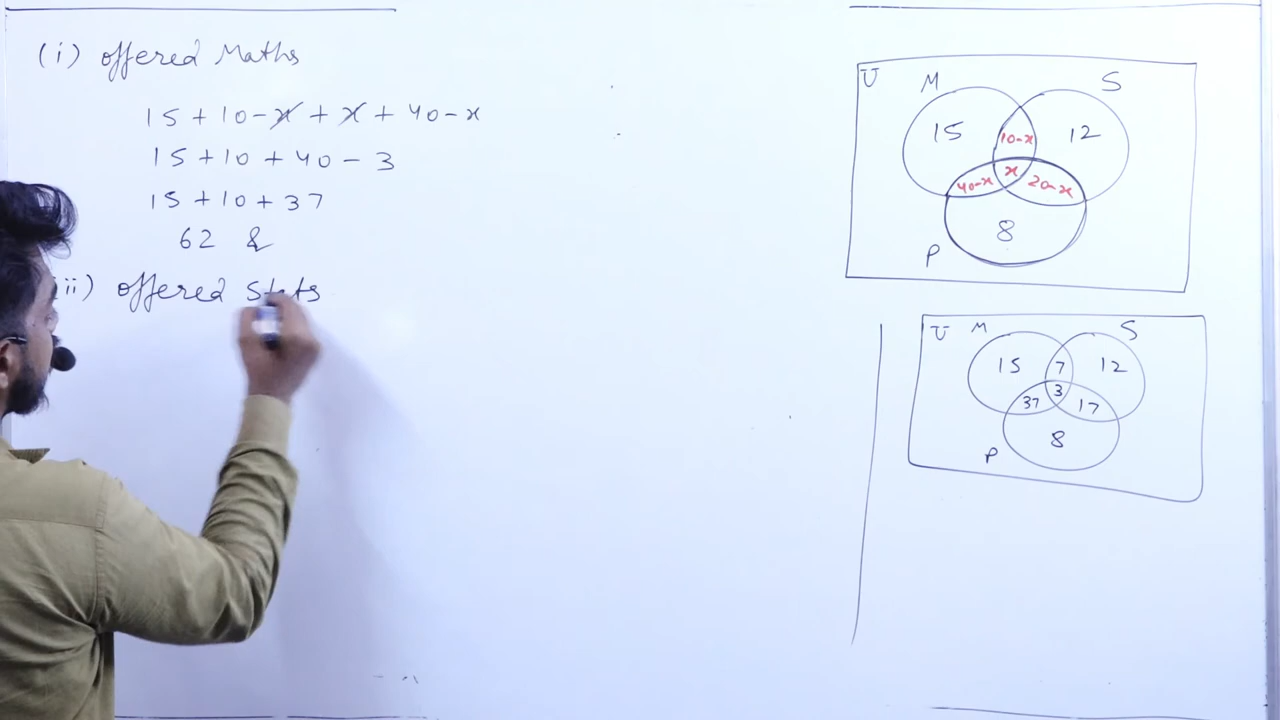 (i) offered Maths
15 + 10 - x + x + 40 - x
15 + 10 + 40 - 3
15 + 10 + 37
62 &
ii) offered Stats
U M S
15 10-x 12
40-x x 20-x
8
P
U M S
15 7 12
3
37 17
8
P